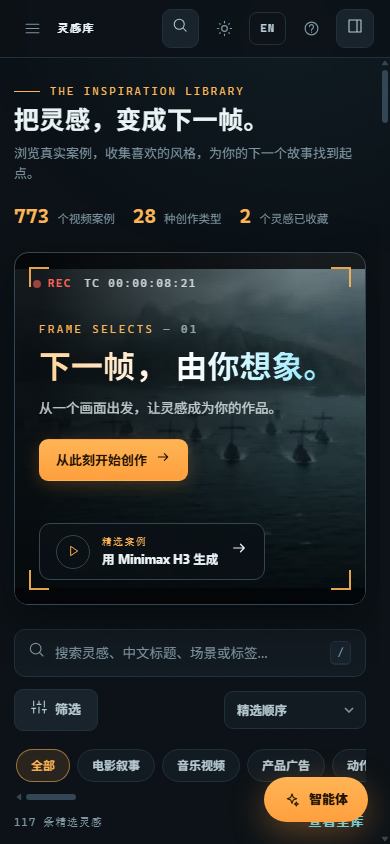 灵感库
EN
THE INSPIRATION LIBRARY
把灵感，变成下一帧。
浏览真实案例，收集喜欢的风格，为你的下一个故事找到起
点。
773 个视频案例 28 种创作类型 2 个灵感已收藏
REC TC 00:00:08:21
FRAME SELECTS — 01
下一帧， 由你想象。
从一个画面出发，让灵感成为你的作品。
从此刻开始创作 →
精选案例
用 Minimax H3 生成 →
搜索灵感、中文标题、场景或标签… /
筛选 精选顺序
全部 电影叙事 音乐视频 产品广告
智能体
117 条精选灵感